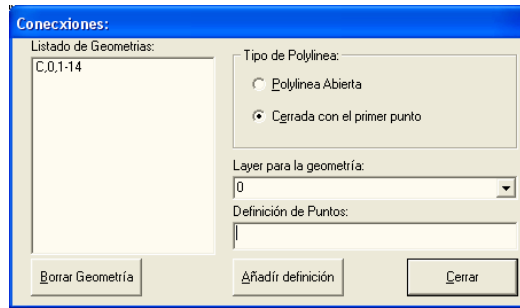 Conecxiones:
Listado de Geometrias:
C,0,1-14
Tipo de Polylinea:
Polylinea Abierta
Cerrada con el primer punto
Layer para la geometría:
0
Definición de Puntos:
Borrar Geometría
Añadír definición
Cerrar